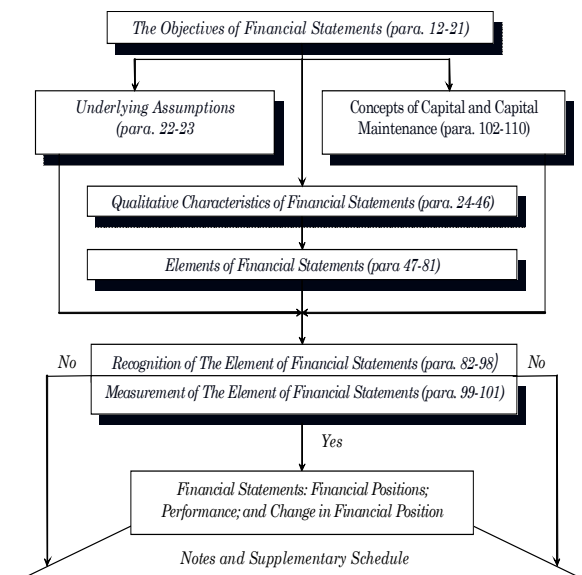 The Objectives of Financial Statements (para. 12-21)
Underlying Assumptions
(para. 22-23
Concepts of Capital and Capital
Maintenance (para. 102-110)
Qualitative Characteristics of Financial Statements (para. 24-46)
Elements of Financial Statements (para 47-81)
No
Recognition of The Element of Financial Statements (para. 82-98)
No
Measurement of The Element of Financial Statements (para. 99-101)
Yes
Financial Statements: Financial Positions;
Performance; and Change in Financial Position
Notes and Supplementary Schedule